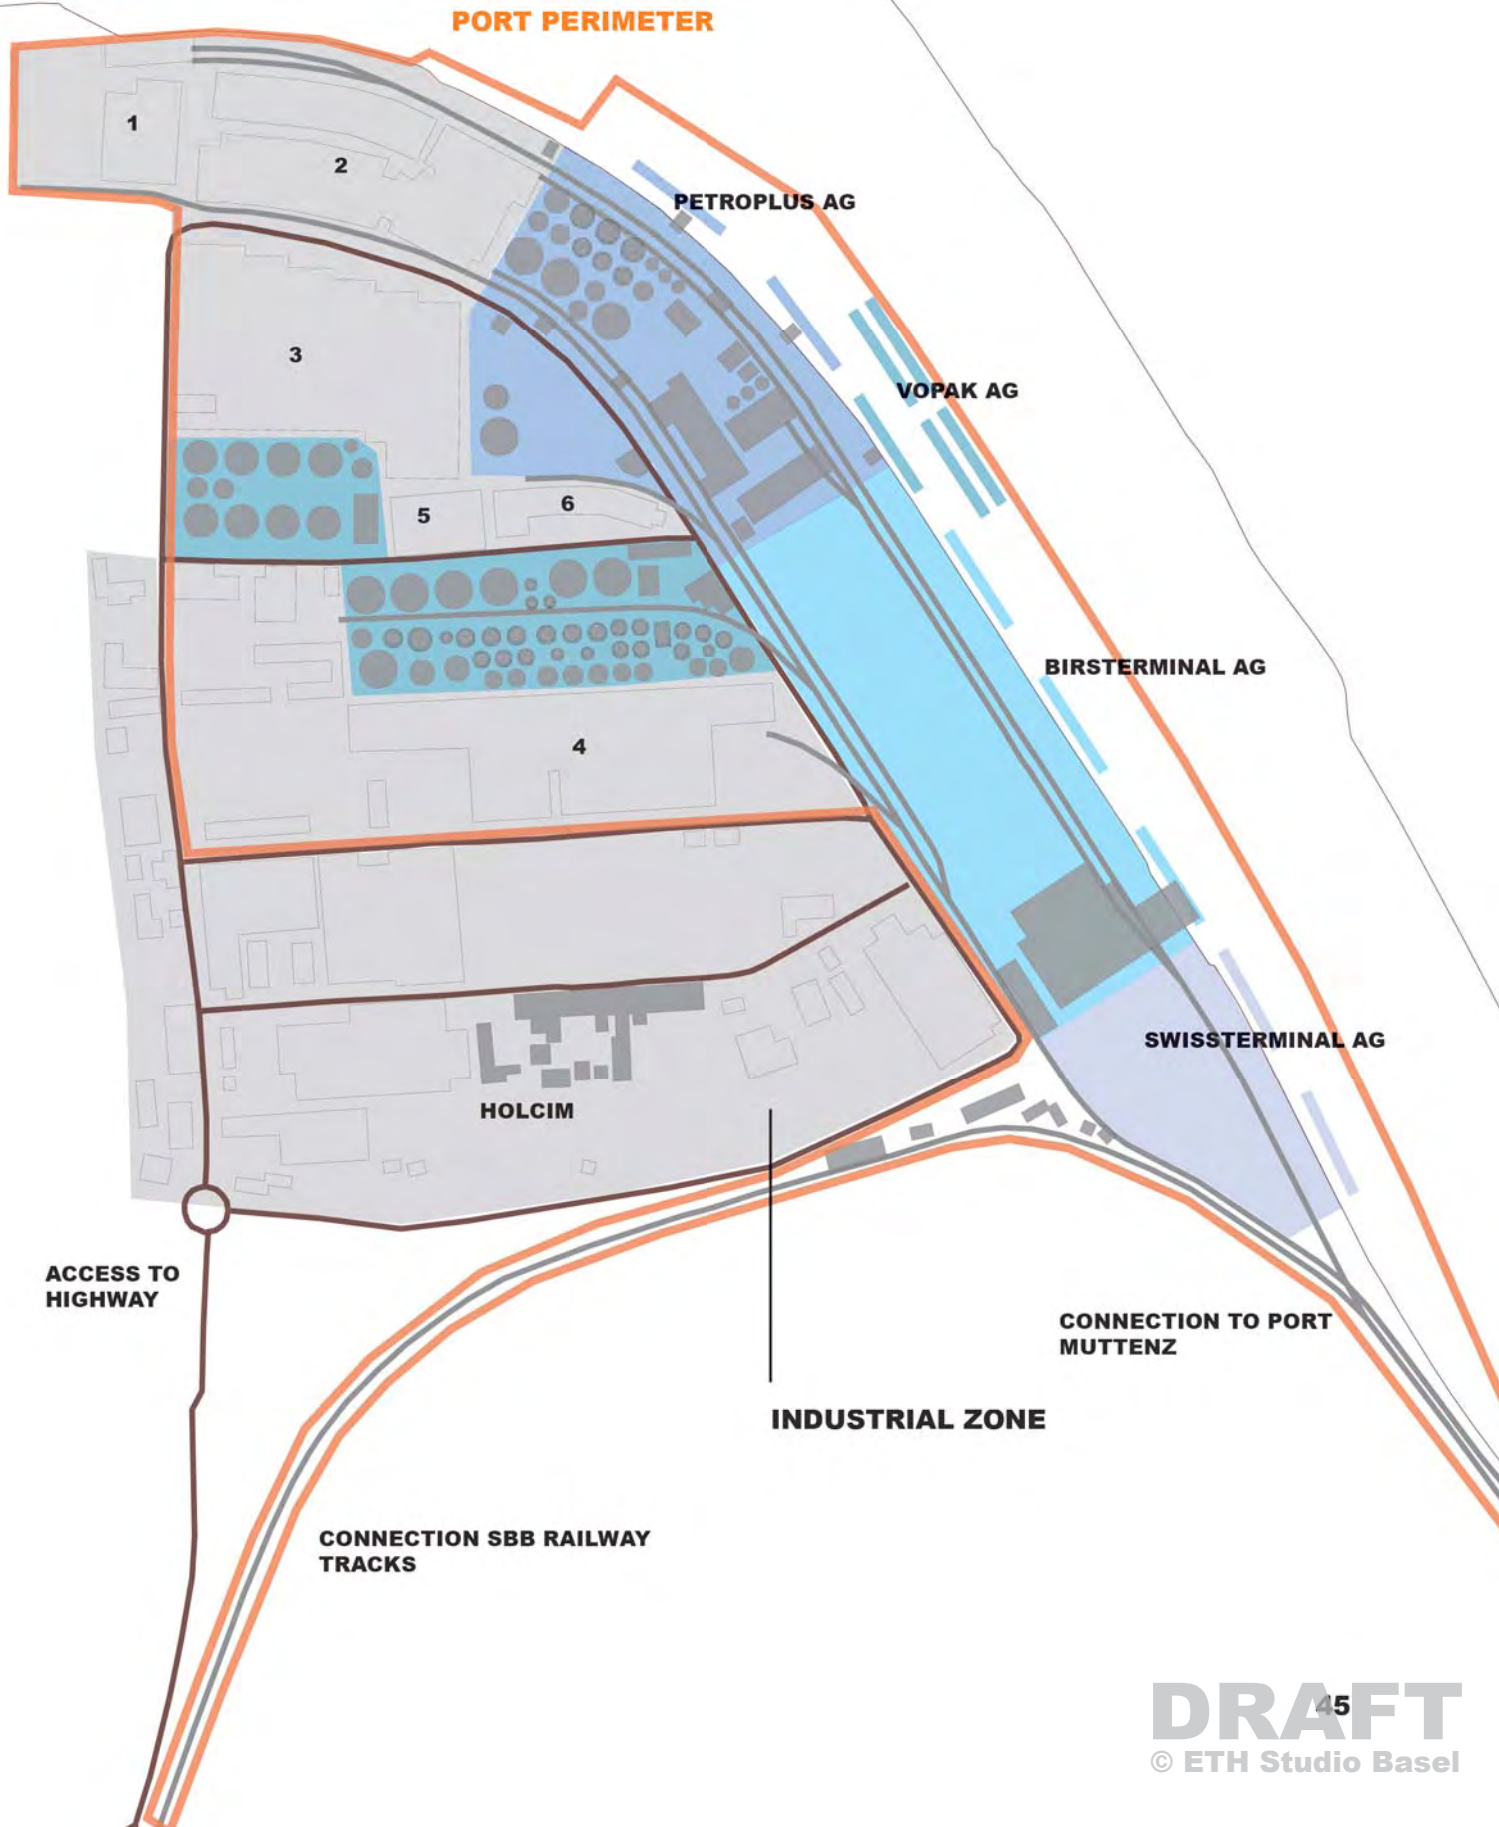 PORT PERIMETER
1
2
PETROPLUS AG
3
VOPAK AG
5
6
BIRSTERMINAL AG
4
SWISSTERMINAL AG
HOLCIM
ACCESS TO
HIGHWAY
CONNECTION TO PORT
MUTTENZ
INDUSTRIAL ZONE
CONNECTION SBB RAILWAY
TRACKS
45
DRAFT
© ETH Studio Basel